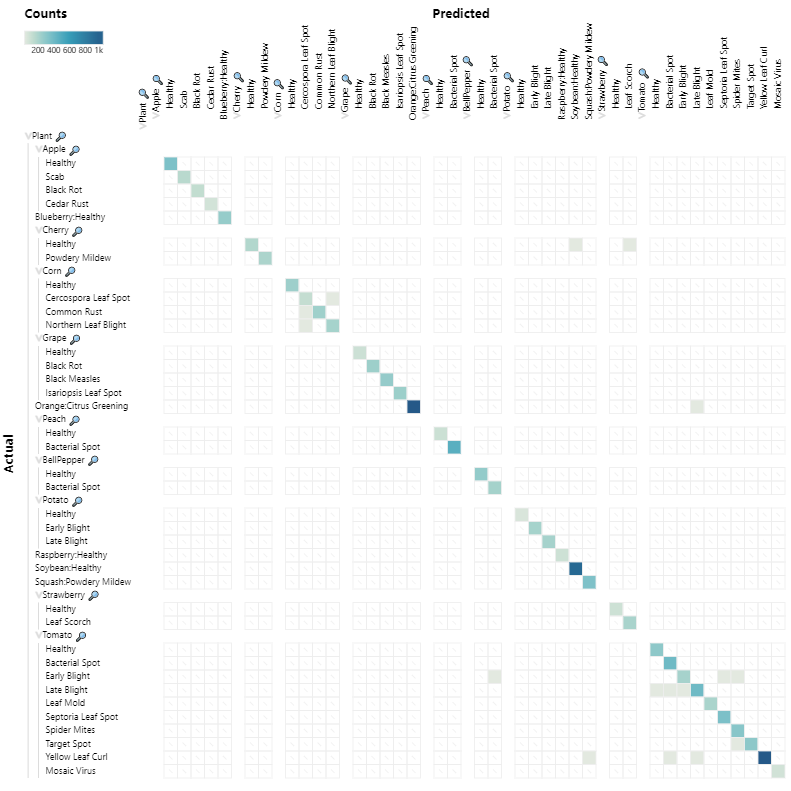 Counts
200 400 600 800 1k
Predicted
Plant
Apple
Healthy
Scab
Black Rot
Cedar Rust
Blueberry:Healthy
Cherry
Healthy
Powdery Mildew
Corn
Healthy
Cercospora Leaf Spot
Common Rust
Northern Leaf Blight
Grape
Healthy
Black Rot
Black Measles
Isariopsis Leaf Spot
Orange:Citrus Greening
Peach
Healthy
Bacterial Spot
BellPepper
Healthy
Bacterial Spot
Potato
Healthy
Early Blight
Late Blight
Raspberry:Healthy
Soybean:Healthy
Squash:Powdery Mildew
Strawberry
Healthy
Leaf Scorch
Tomato
Healthy
Bacterial Spot
Early Blight
Late Blight
Leaf Mold
Septoria Leaf Spot
Spider Mites
Target Spot
Yellow Leaf Curl
Mosaic Virus
Actual
Plant
Apple
Healthy
Scab
Black Rot
Cedar Rust
Blueberry:Healthy
Cherry
Healthy
Powdery Mildew
Corn
Healthy
Cercospora Leaf Spot
Common Rust
Northern Leaf Blight
Grape
Healthy
Black Rot
Black Measles
Isariopsis Leaf Spot
Orange:Citrus Greening
Peach
Healthy
Bacterial Spot
BellPepper
Healthy
Bacterial Spot
Potato
Healthy
Early Blight
Late Blight
Raspberry:Healthy
Soybean:Healthy
Squash:Powdery Mildew
Strawberry
Healthy
Leaf Scorch
Tomato
Healthy
Bacterial Spot
Early Blight
Late Blight
Leaf Mold
Septoria Leaf Spot
Spider Mites
Target Spot
Yellow Leaf Curl
Mosaic Virus